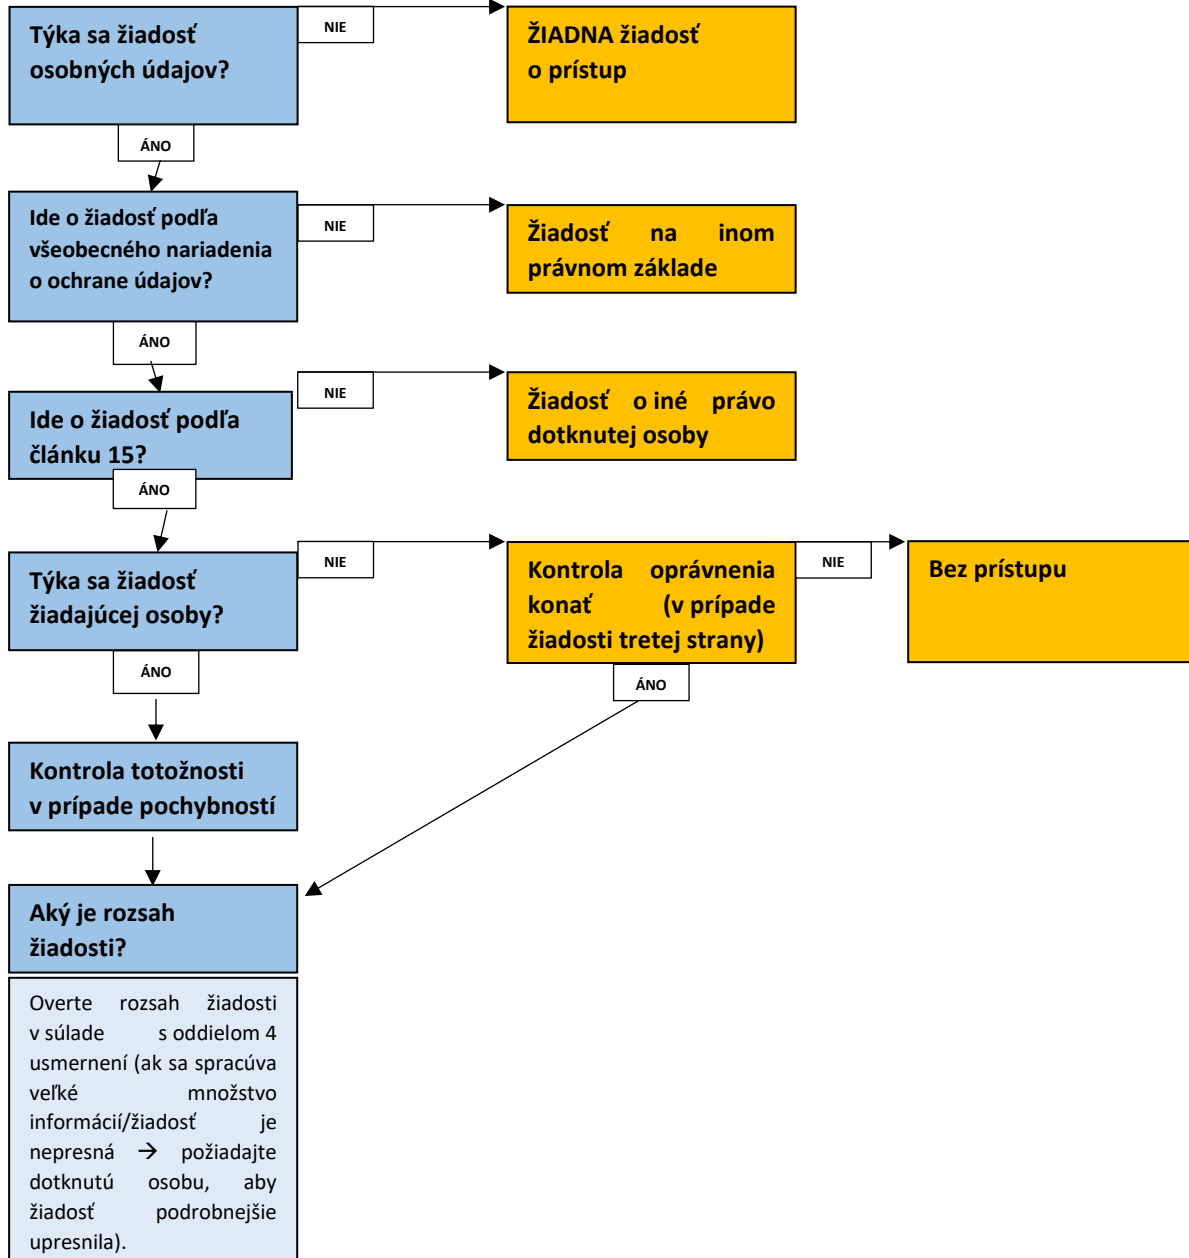 Týka sa žiadosť
osobných údajov?
NIE
ŽIADNA žiadosť
o prístup
ÁNO
Ide o žiadosť podľa
všeobecného nariadenia
o ochrane údajov?
NIE
Žiadosť na inom
právnom základe
ÁNO
Ide o žiadosť podľa
článku 15?
NIE
Žiadosť o iné právo
dotknutej osoby
ÁNO
Týka sa žiadosť
žiadajúcej osoby?
NIE
Kontrola oprávnenia
konať (v prípade
žiadosti tretej strany)
NIE
Bez prístupu
ÁNO
ÁNO
Kontrola totožnosti
v prípade pochybností
Aký je rozsah
žiadosti?
Overte rozsah žiadosti
v súlade s oddielom 4
usmernení (ak sa spracúva
veľké množstvo
informácií/žiadosť je
nepresná → požiadajte
dotknutú osobu, aby
žiadosť podrobnejšie
upresnila).